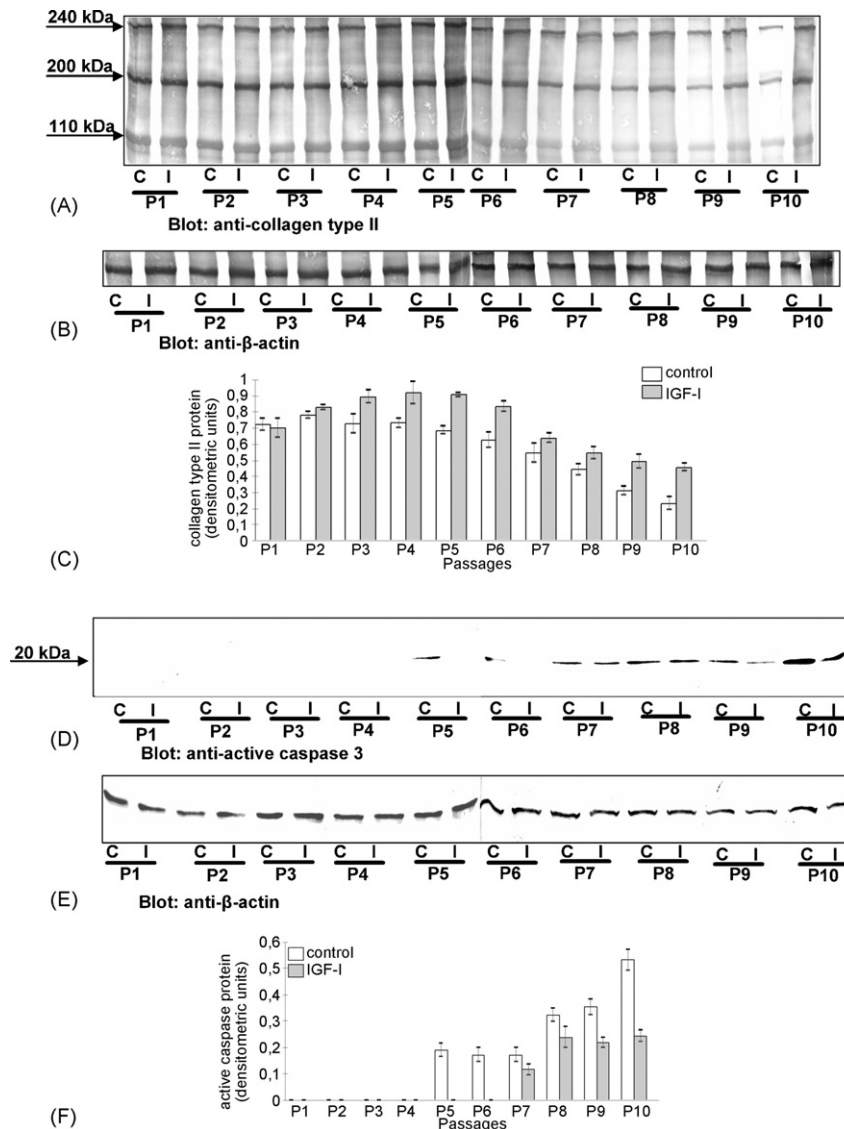 240 kDa
200 kDa
110 kDa
C I C I C I C I C I C I C I C I C I C I
P1 P2 P3 P4 P5 P6 P7 P8 P9 P10
(A)
Blot: anti-collagen type II
C I C I C I C I C I C I C I C I C I C I
P1 P2 P3 P4 P5 P6 P7 P8 P9 P10
(B)
Blot: anti-β-actin
control
IGF-I
collagen type II protein
(densitometric units)
1
0,9
0,8
0,7
0,6
0,5
0,4
0,3
0,2
0,1
0
P1 P2 P3 P4 P5 P6 P7 P8 P9 P10
Passages
(C)
20 kDa
C I C I C I C I C I C I C I C I C I C I
P1 P2 P3 P4 P5 P6 P7 P8 P9 P10
(D)
Blot: anti-active caspase 3
C I C I C I C I C I C I C I C I C I C I
P1 P2 P3 P4 P5 P6 P7 P8 P9 P10
(E)
Blot: anti-β-actin
control
IGF-I
active caspase protein
(densitometric units)
0,6
0,5
0,4
0,3
0,2
0,1
0
P1 P2 P3 P4 P5 P6 P7 P8 P9 P10
Passages
(F)